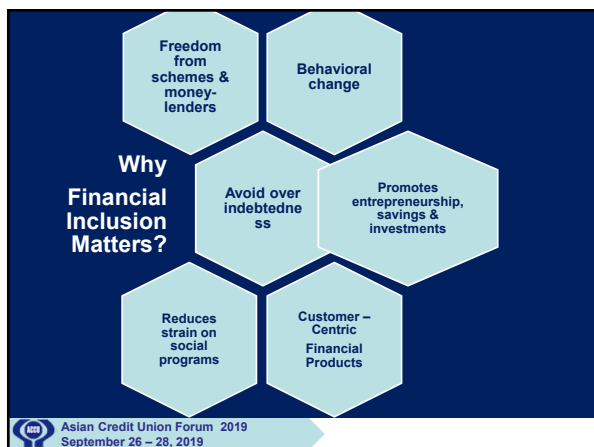 Freedom
from
schemes &
money-
lenders
Behavioral
change
Why
Financial
Inclusion
Matters?
Avoid over
indebtedne
ss
Promotes
entrepreneurship,
savings &
investments
Reduces
strain on
social
programs
Customer –
Centric
Financial
Products
ACCU
Asian Credit Union Forum 2019
September 26 – 28, 2019